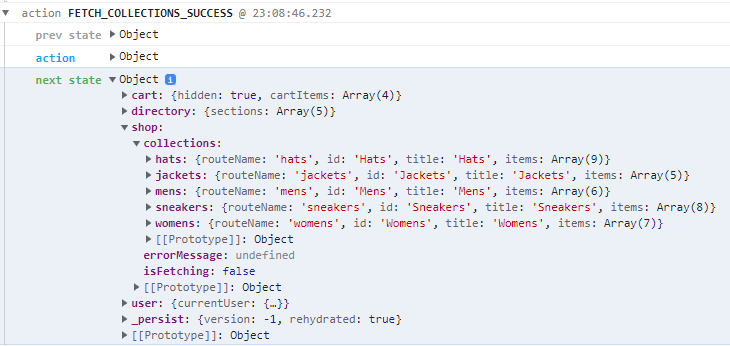 action FETCH_COLLECTIONS_SUCCESS @ 23:08:46.232
prev state Object
action Object
next state Object i
cart: {hidden: true, cartItems: Array(4)}
directory: {sections: Array(5)}
shop:
collections:
hats: {routeName: 'hats', id: 'Hats', title: 'Hats', items: Array(9)}
jackets: {routeName: 'jackets', id: 'Jackets', title: 'Jackets', items: Array(5)}
mens: {routeName: 'mens', id: 'Mens', title: 'Mens', items: Array(6)}
sneakers: {routeName: 'sneakers', id: 'Sneakers', title: 'Sneakers', items: Array(8)}
womens: {routeName: 'womens', id: 'Womens', title: 'Womens', items: Array(7)}
[[Prototype]]: Object
errorMessage: undefined
isFetching: false
[[Prototype]]: Object
user: {currentUser: {…}}
_persist: {version: -1, rehydrated: true}
[[Prototype]]: Object